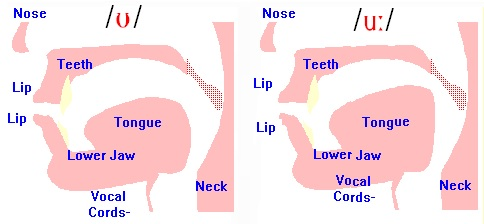 Nose
/ʊ/
Teeth
Lip
Lip
Tongue
Lower Jaw
Vocal
Cords-
Neck
Nose
/uː/
Teeth
Lip
Lip
Tongue
Lower Jaw
Vocal
Cords-
Neck